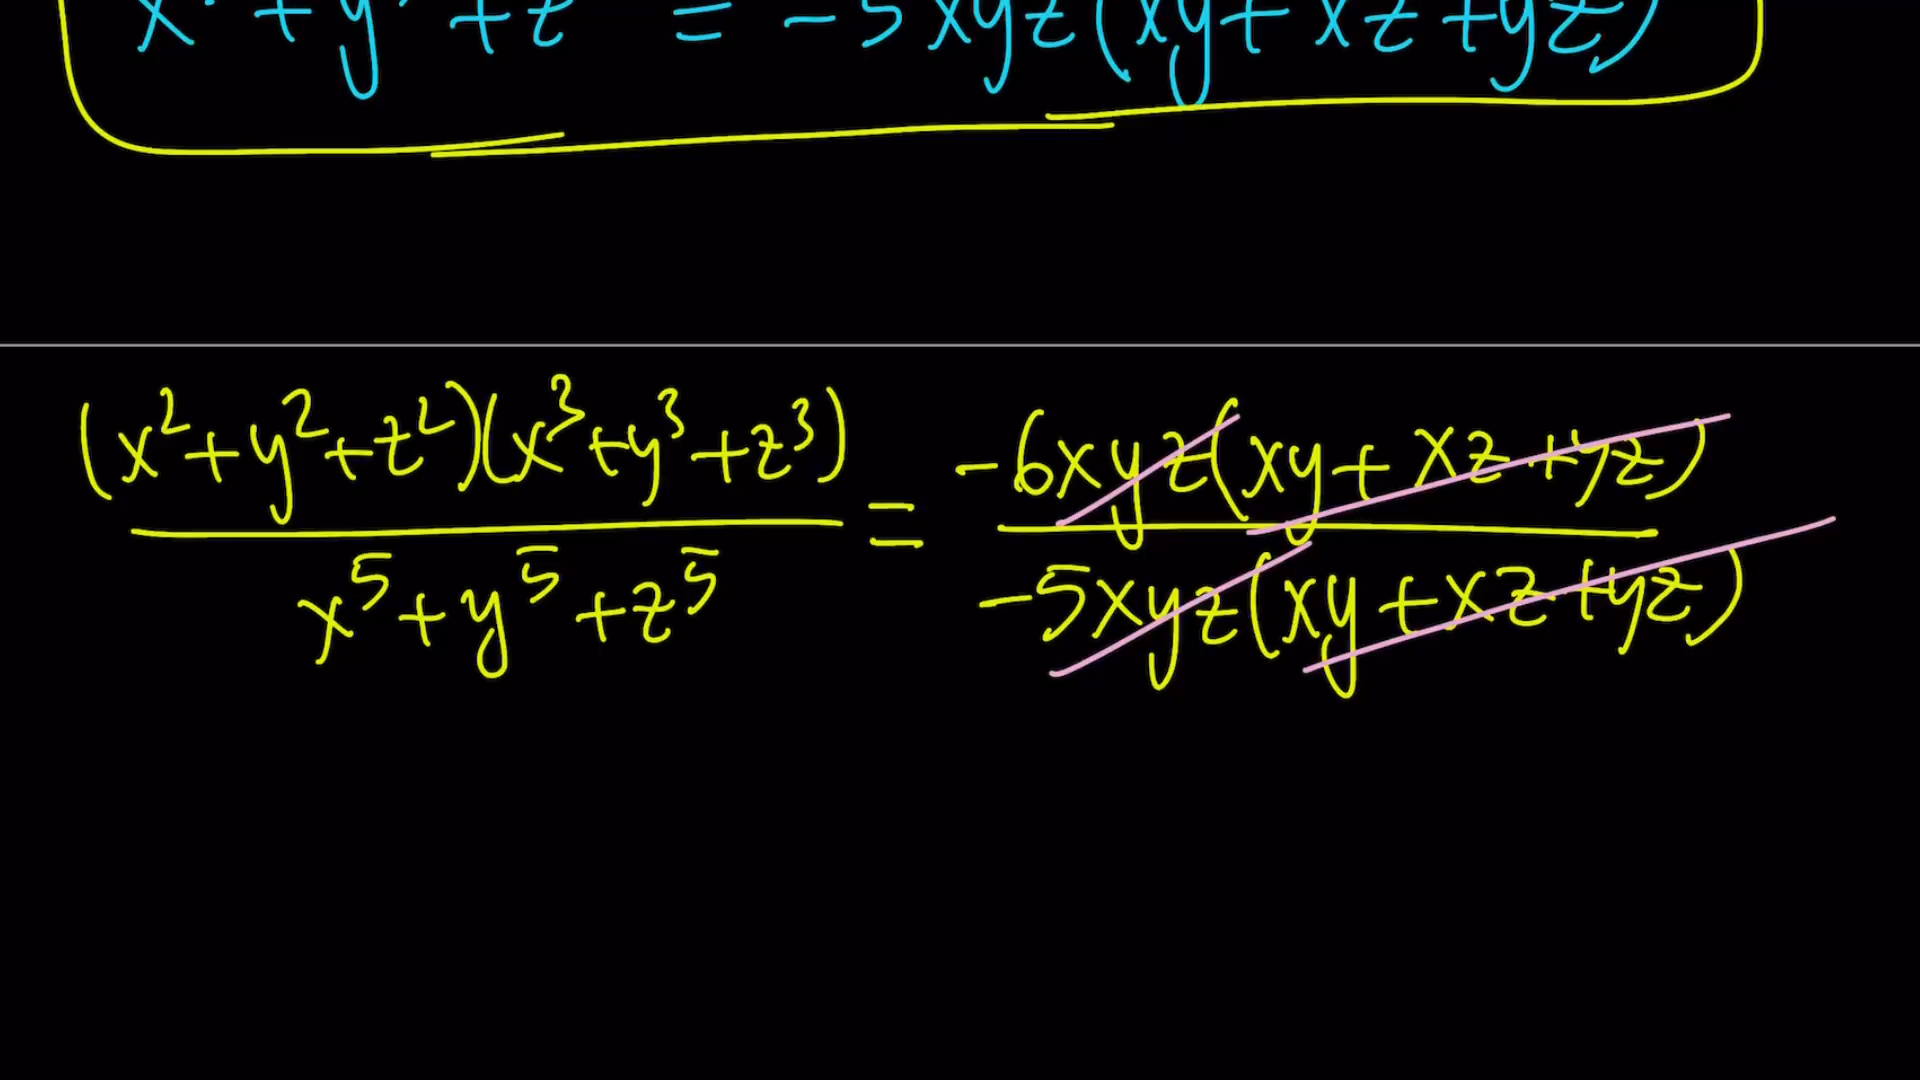 x + y + z = -5xyz(xy+xz+yz)
(x²+y²+z²)(x³+y³+z³) / x⁵+y⁵+z⁵ = -6xyz(xy+xz+yz) / -5xyz(xy+xz+yz)